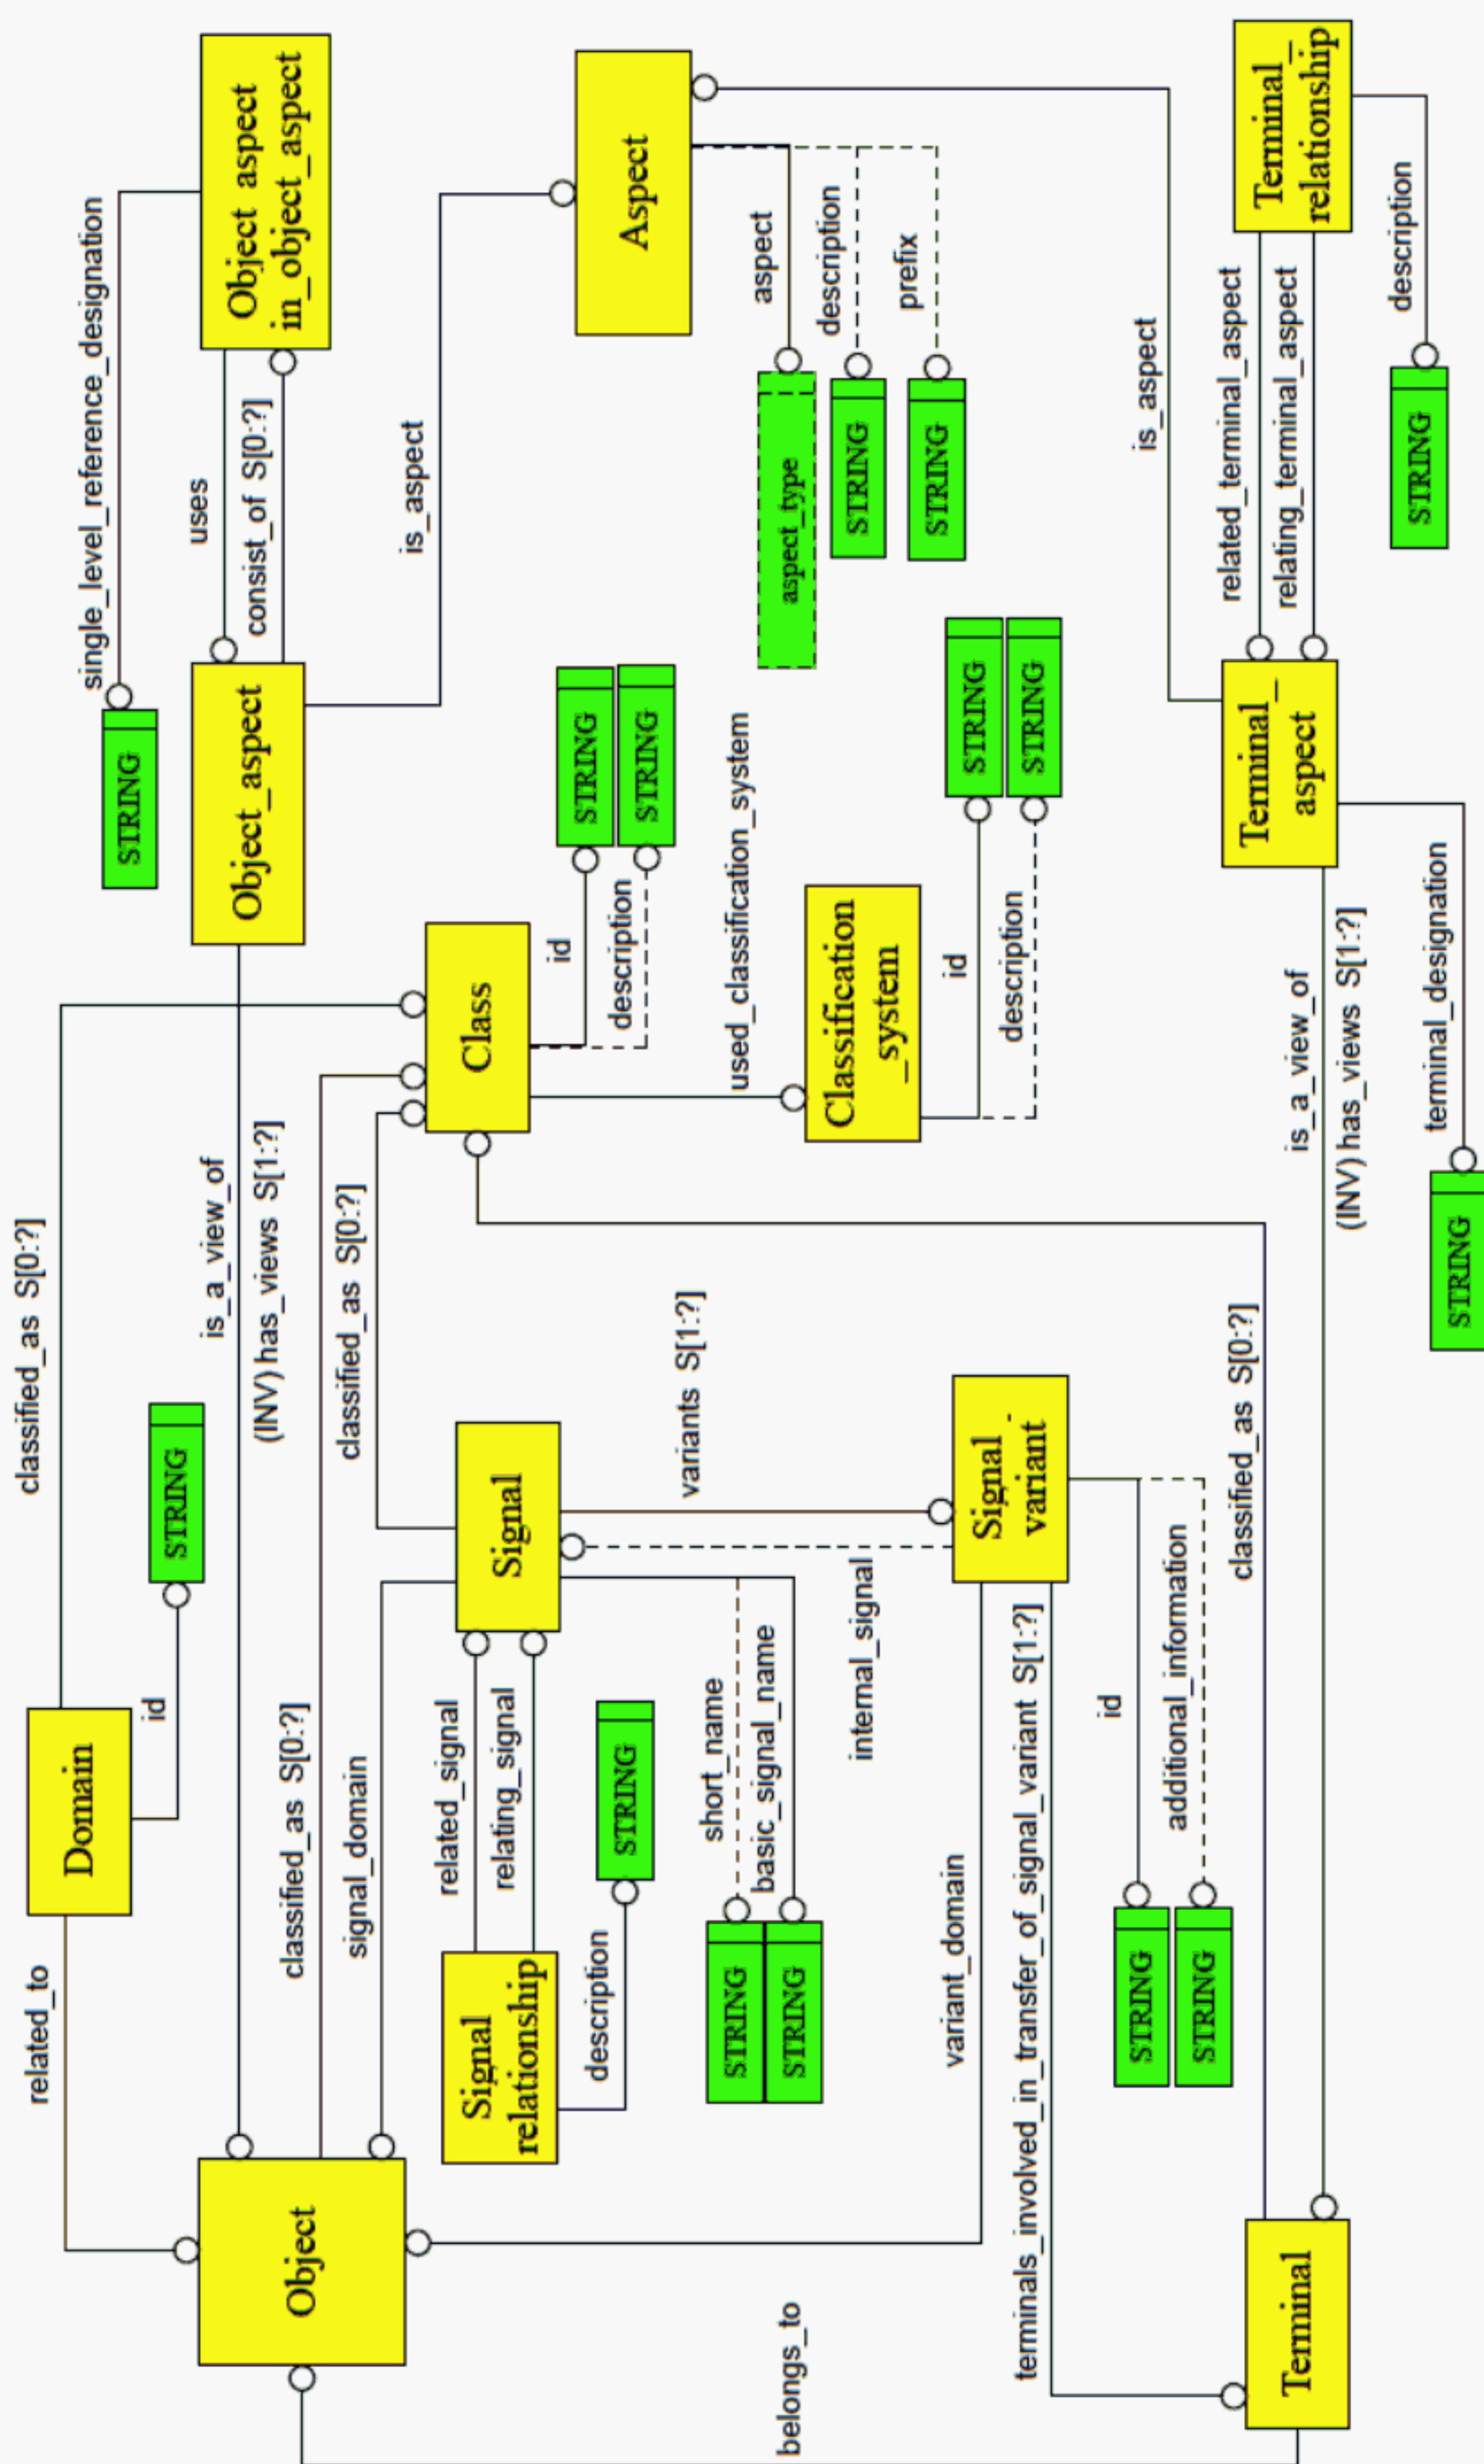 related_to
classified_as S[0:?]
Domain
id
STRING
single_level_reference_designation
STRING
Object
is_a_view_of
(INV) has_views S[1:?]
Object_aspect
uses
consist_of S[0:?]
Object aspect
in_object_aspect
classified_as S[0:?]
signal_domain
classified_as S[0:?]
is_aspect
related_signal
relating_signal
Signal
relationship
description
STRING
Signal
Class
id
description
STRING
STRING
Aspect
short_name
basic_signal_name
STRING
STRING
variants S[1:?]
used_classification_system
aspect
description
prefix
aspect_type
STRING
STRING
belongs_to
internal_signal
Classification
_system
id
description
STRING
STRING
variant_domain
Signal_
variant
terminals_involved_in_transfer_of_signal_variant S[1:?]
id
additional_information
STRING
STRING
is_aspect
classified_as S[0:?]
Terminal
is_a_view_of
(INV) has_views S[1:?]
Terminal_
aspect
related_terminal_aspect
relating_terminal_aspect
Terminal_
relationship
description
STRING
terminal_designation
STRING